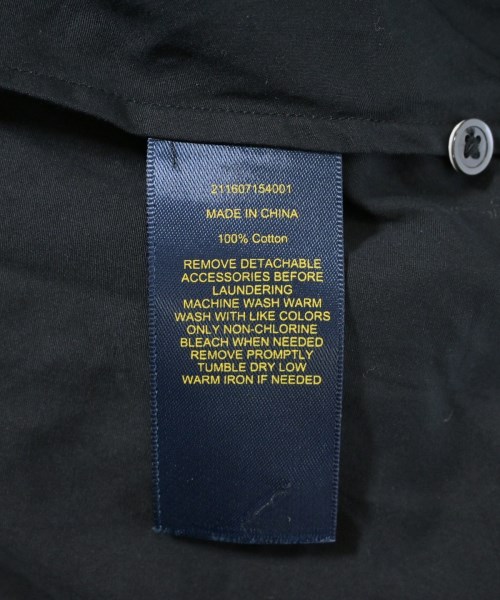 211607154001
MADE IN CHINA
100% Cotton
REMOVE DETACHABLE
ACCESSORIES BEFORE
LAUNDERING
MACHINE WASH WARM
WASH WITH LIKE COLORS
ONLY NON-CHLORINE
BLEACH WHEN NEEDED
REMOVE PROMPTLY
TUMBLE DRY LOW
WARM IRON IF NEEDED